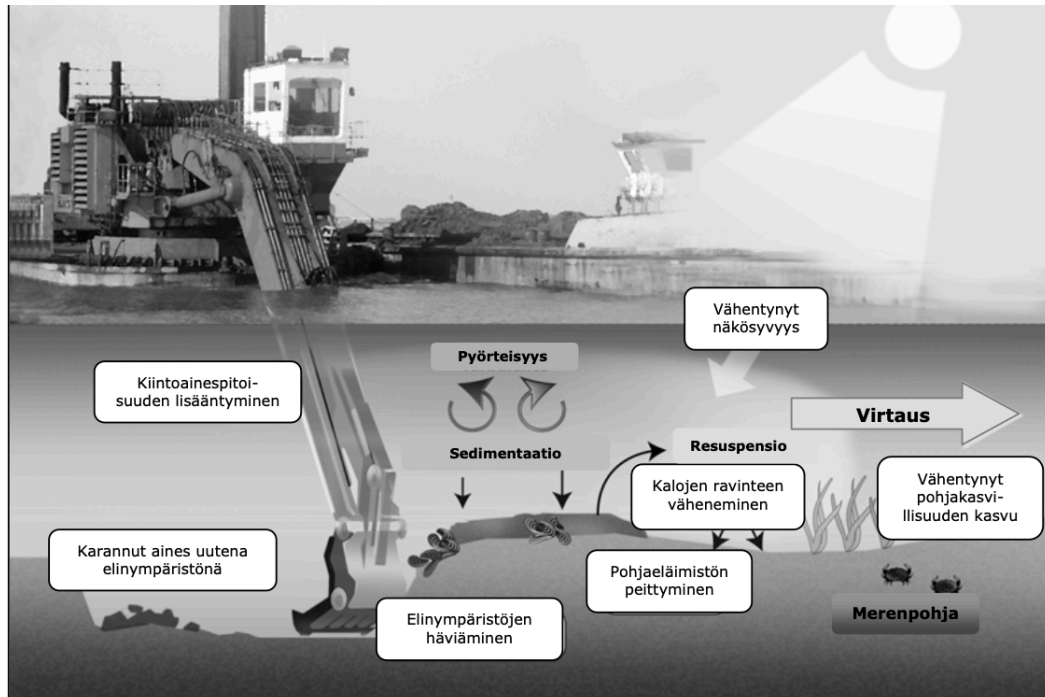 Vähentynyt
näkösyvyys
Pyörteisyys
Kiintoainespitoi-
suuden lisääntyminen
Virtaus
Sedimentaatio
Resuspensio
Kalojen ravinteen
väheneminen
Vähentynyt
pohjakasvi-
llisuuden kasvu
Karannut aines uutena
elinympäristönä
Pohjaeläimistön
peittyminen
Elinympäristöjen
häviäminen
Merenpohja